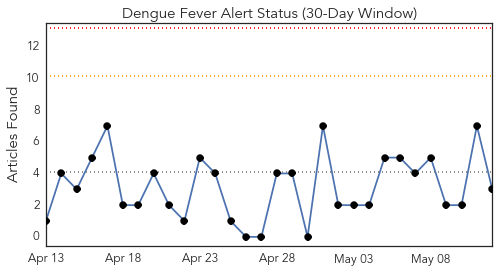 Dengue Fever Alert Status (30-Day Window)
Articles Found
12
10
8
6
4
2
0
Apr 13 Apr 18 Apr 23 Apr 28 May 03 May 08